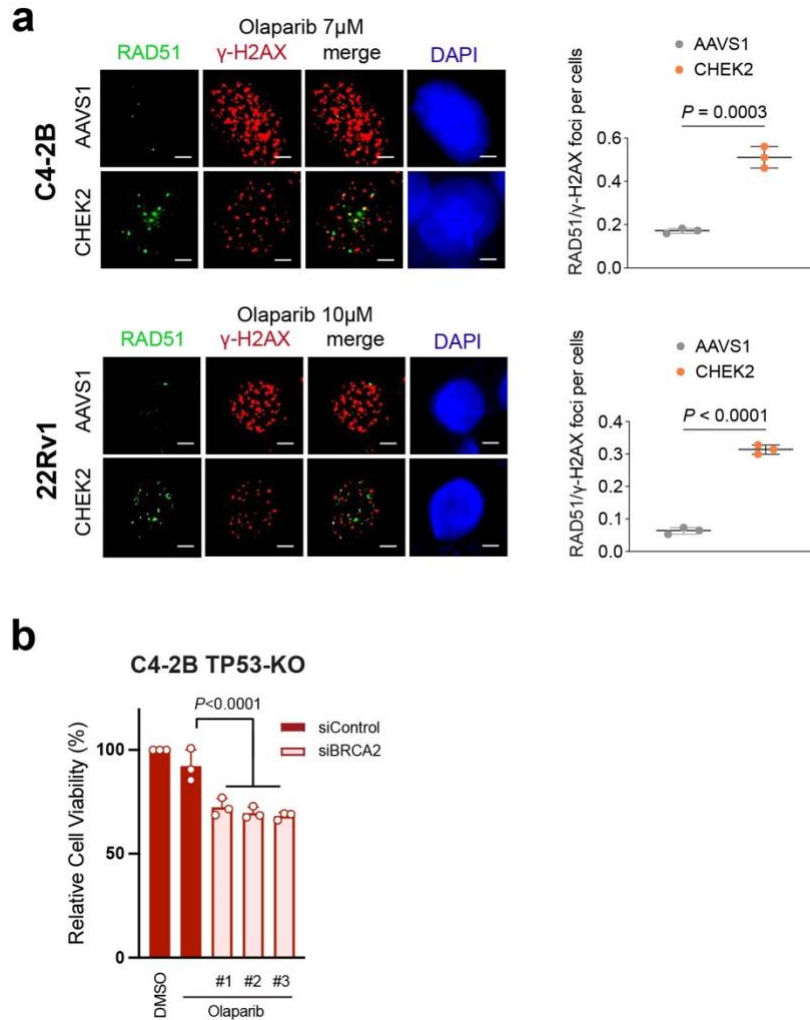 a
Olaparib 7μM
RAD51 γ-H2AX merge DAPI
C4-2B
AAVS1
CHEK2
AAVS1
CHEK2
P = 0.0003
RAD51/γ-H2AX foci per cells
0.6
0.4
0.2
0.0
Olaparib 10μM
RAD51 γ-H2AX merge DAPI
22Rv1
AAVS1
CHEK2
AAVS1
CHEK2
P < 0.0001
RAD51/γ-H2AX foci per cells
0.4
0.3
0.2
0.1
0.0
b
C4-2B TP53-KO
P<0.0001
siControl
siBRCA2
Relative Cell Viability (%)
100
50
0
DMSO
#1 #2 #3
Olaparib